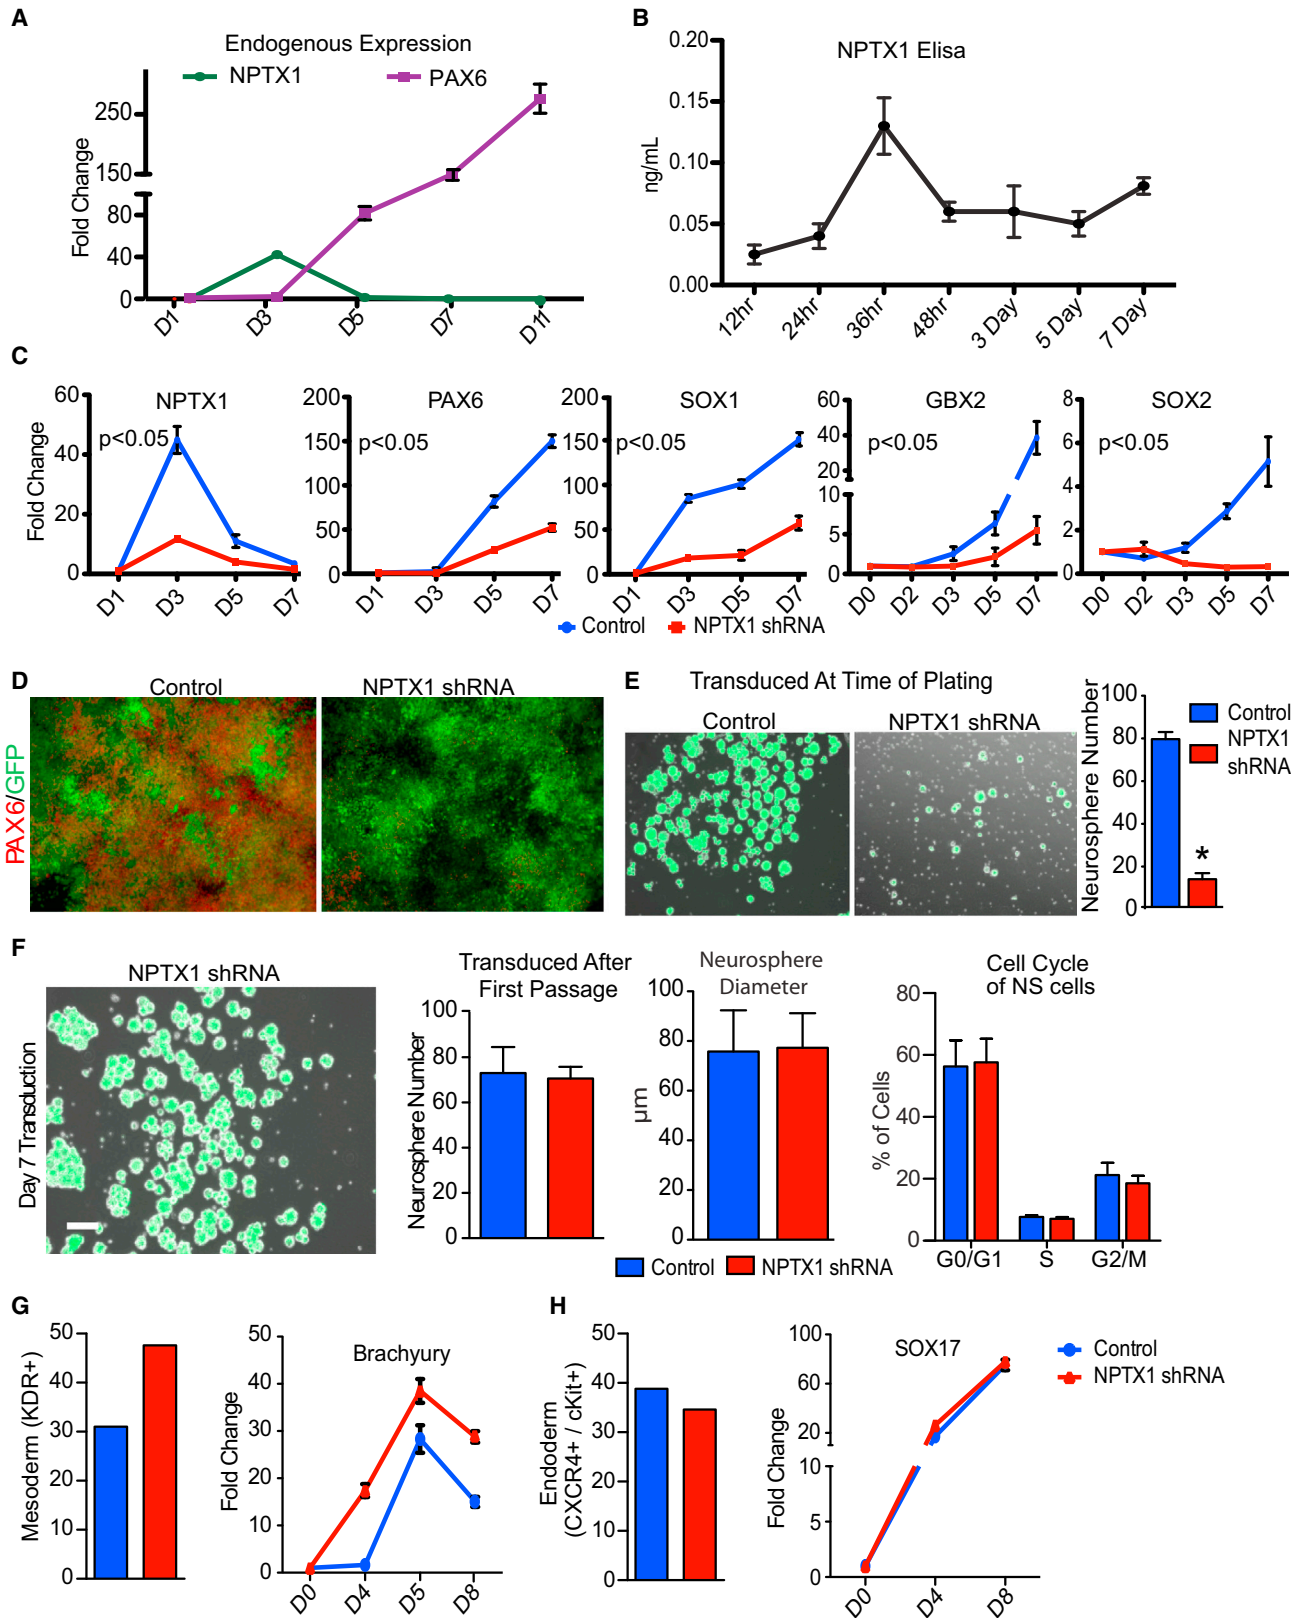 A
Endogenous Expression
NPTX1
PAX6
Fold Change
250
150
80
40
0
D1
D3
D5
D7
D11
B
NPTX1 Elisa
ng/mL
0.20
0.15
0.10
0.05
0.00
12hr
24hr
36hr
48hr
3 Day
5 Day
7 Day
C
Fold Change
NPTX1
p<0.05
60
40
20
0
D1
D3
D5
D7
PAX6
p<0.05
200
150
100
50
0
D1
D3
D5
D7
SOX1
p<0.05
200
150
100
50
0
D1
D3
D5
D7
GBX2
p<0.05
60
40
20
10
5
0
D0
D2
D3
D5
D7
SOX2
p<0.05
8
6
4
2
0
D0
D2
D3
D5
D7
Control
NPTX1 shRNA
D
Control
NPTX1 shRNA
PAX6/GFP
E
Transduced At Time of Plating
Control
NPTX1 shRNA
Neurosphere Number
100
80
60
40
20
0
*
Control
NPTX1
shRNA
F
NPTX1 shRNA
Day 7 Transduction
Transduced After
First Passage
Neurosphere Number
100
80
60
40
20
0
Neurosphere
Diameter
µm
100
80
60
40
20
0
Control
NPTX1 shRNA
Cell Cycle
of NS cells
% of Cells
80
60
40
20
0
G0/G1
S
G2/M
G
Mesoderm (KDR+)
50
40
30
20
10
0
Brachyury
Fold Change
50
40
30
20
10
0
D0
D4
D5
D8
H
Endoderm
(CXCR4+ / cKit+)
50
40
30
20
10
0
SOX17
Fold Change
100
60
20
10
5
0
D0
D4
D8
Control
NPTX1 shRNA